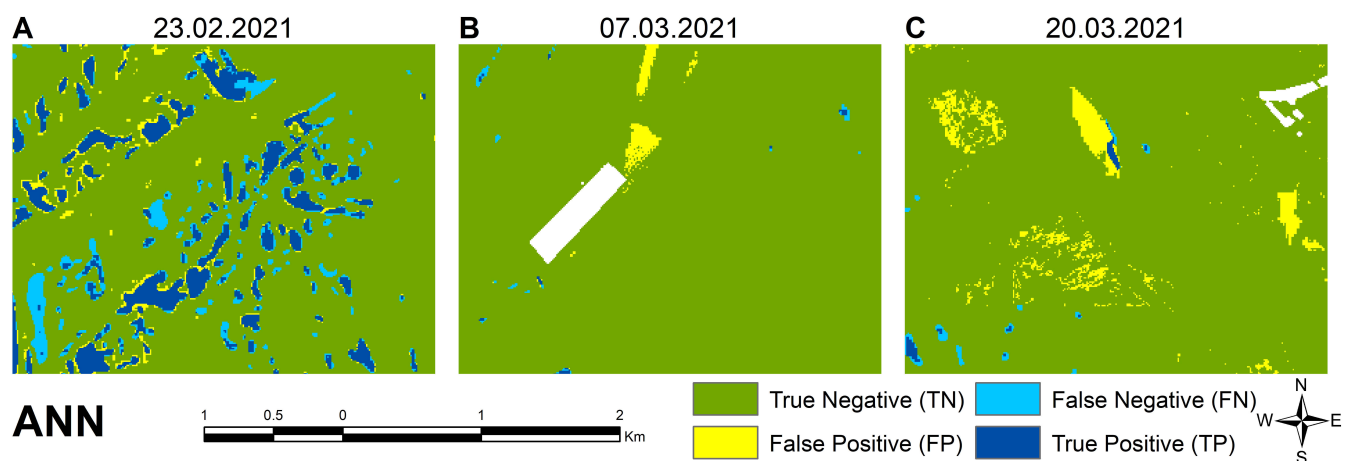 A 23.02.2021 B 07.03.2021 C 20.03.2021
ANN
1 0.5 0 1 2
Km
True Negative (TN) False Negative (FN)
False Positive (FP) True Positive (TP)
N
W E
S